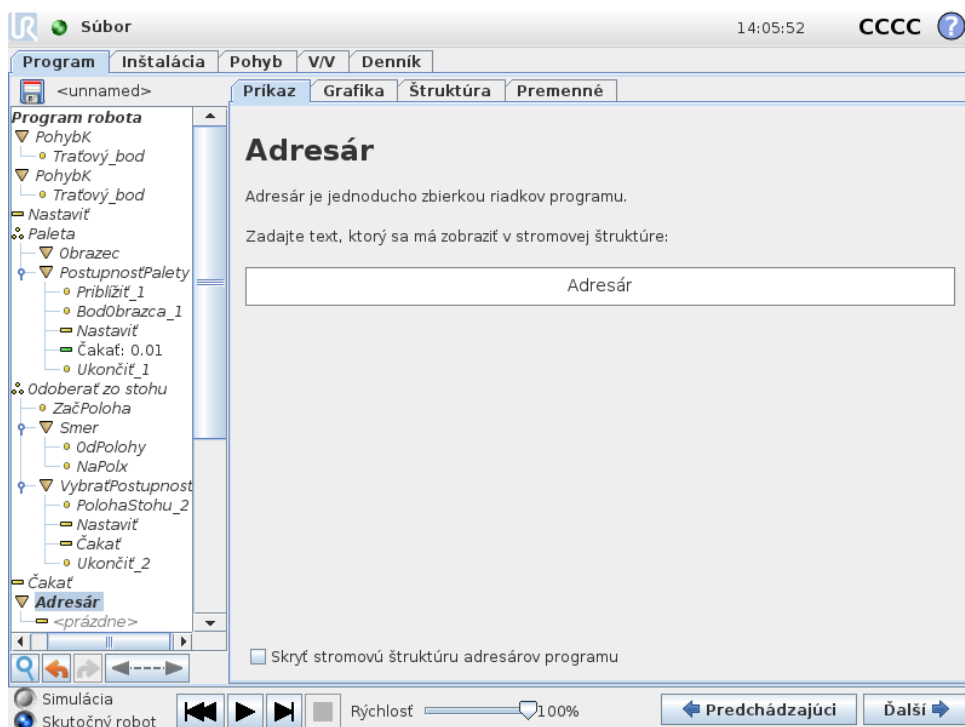 Súbor 14:05:52 CCCC ?
Program Inštalácia Pohyb V/V Denník
<unnamed> Príkaz Grafika Štruktúra Premenné
Program robota
PohybK
Traťový_bod
PohybK
Traťový_bod
Nastaviť
Paleta
Obrazec
PostupnosťPalety
Priblížiť_1
BodObrazca_1
Nastaviť
Čakať: 0.01
Ukončiť_1
Odoberať zo stohu
ZačPoloha
Smer
OdPolohy
NaPolx
VybraťPostupnosť
PolohaStohu_2
Nastaviť
Čakať
Ukončiť_2
Čakať
Adresár
<prázdne>
Adresár
Adresár je jednoducho zbierkou riadkov programu.
Zadajte text, ktorý sa má zobraziť v stromovej štruktúre:
Adresár
Skryť stromovú štruktúru adresárov programu
Simulácia
Skutočný robot
Rýchlosť 100%
Predchádzajúci Ďalší